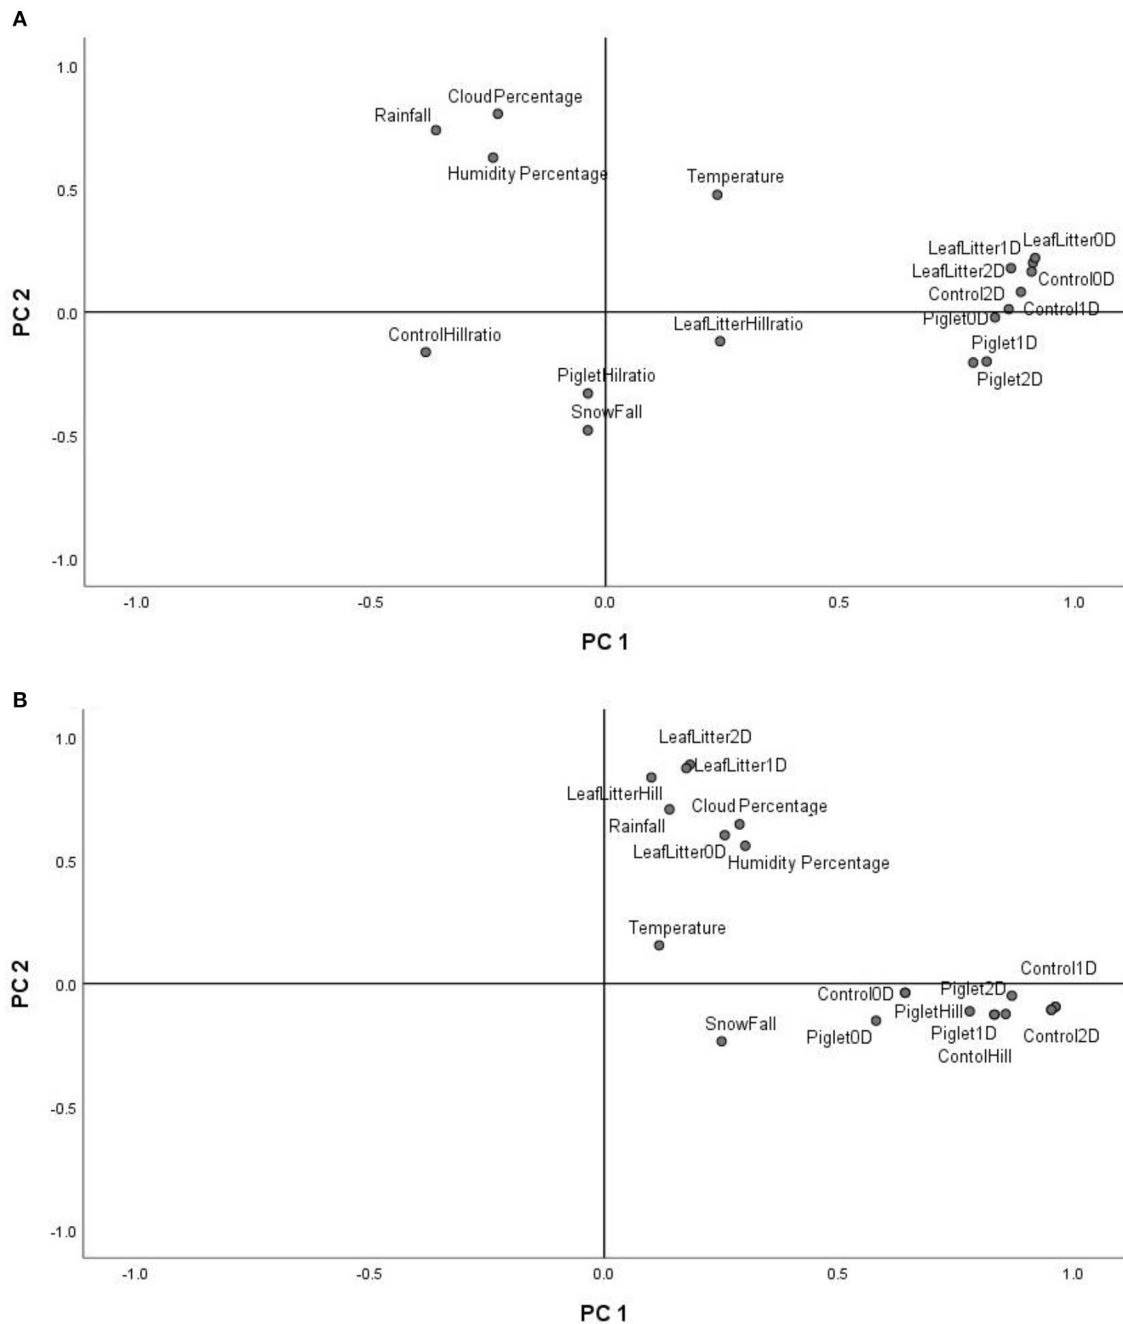 A
1.0
CloudPercentage
Rainfall
Humidity Percentage
0.5
Temperature
LeafLitter1D LeafLitter0D
LeafLitter2D Control0D
Control2D
PC 2
0.0
Piglet0D Control1D
ControlHillratio
LeafLitterHillratio
Piglet1D
PigletHilratio
Piglet2D
SnowFall
-0.5
-1.0
-1.0 -0.5 0.0 0.5 1.0
PC 1
B
1.0
LeafLitter2D
LeafLitter1D
LeafLitterHill
Cloud Percentage
Rainfall
0.5
LeafLitter0D
Humidity Percentage
Temperature
PC 2
0.0
Control1D
Control0D Piglet2D
PigletHill
SnowFall
Piglet0D Piglet1D Control2D
ContolHill
-0.5
-1.0
-1.0 -0.5 0.0 0.5 1.0
PC 1